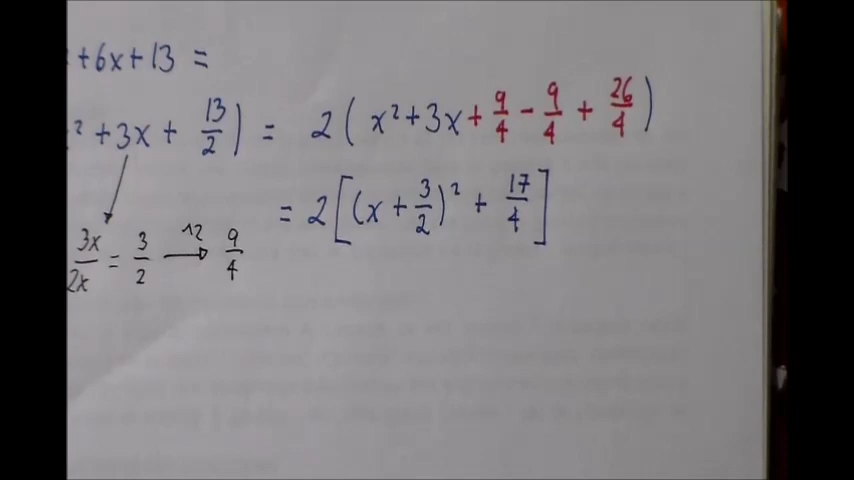 +6x+13 =
² +3x + 13/2) = 2(x²+3x+9/4-9/4+26/4)
= 2[(x+3/2)²+17/4]
3x/2x = 3/2 →^2 9/4